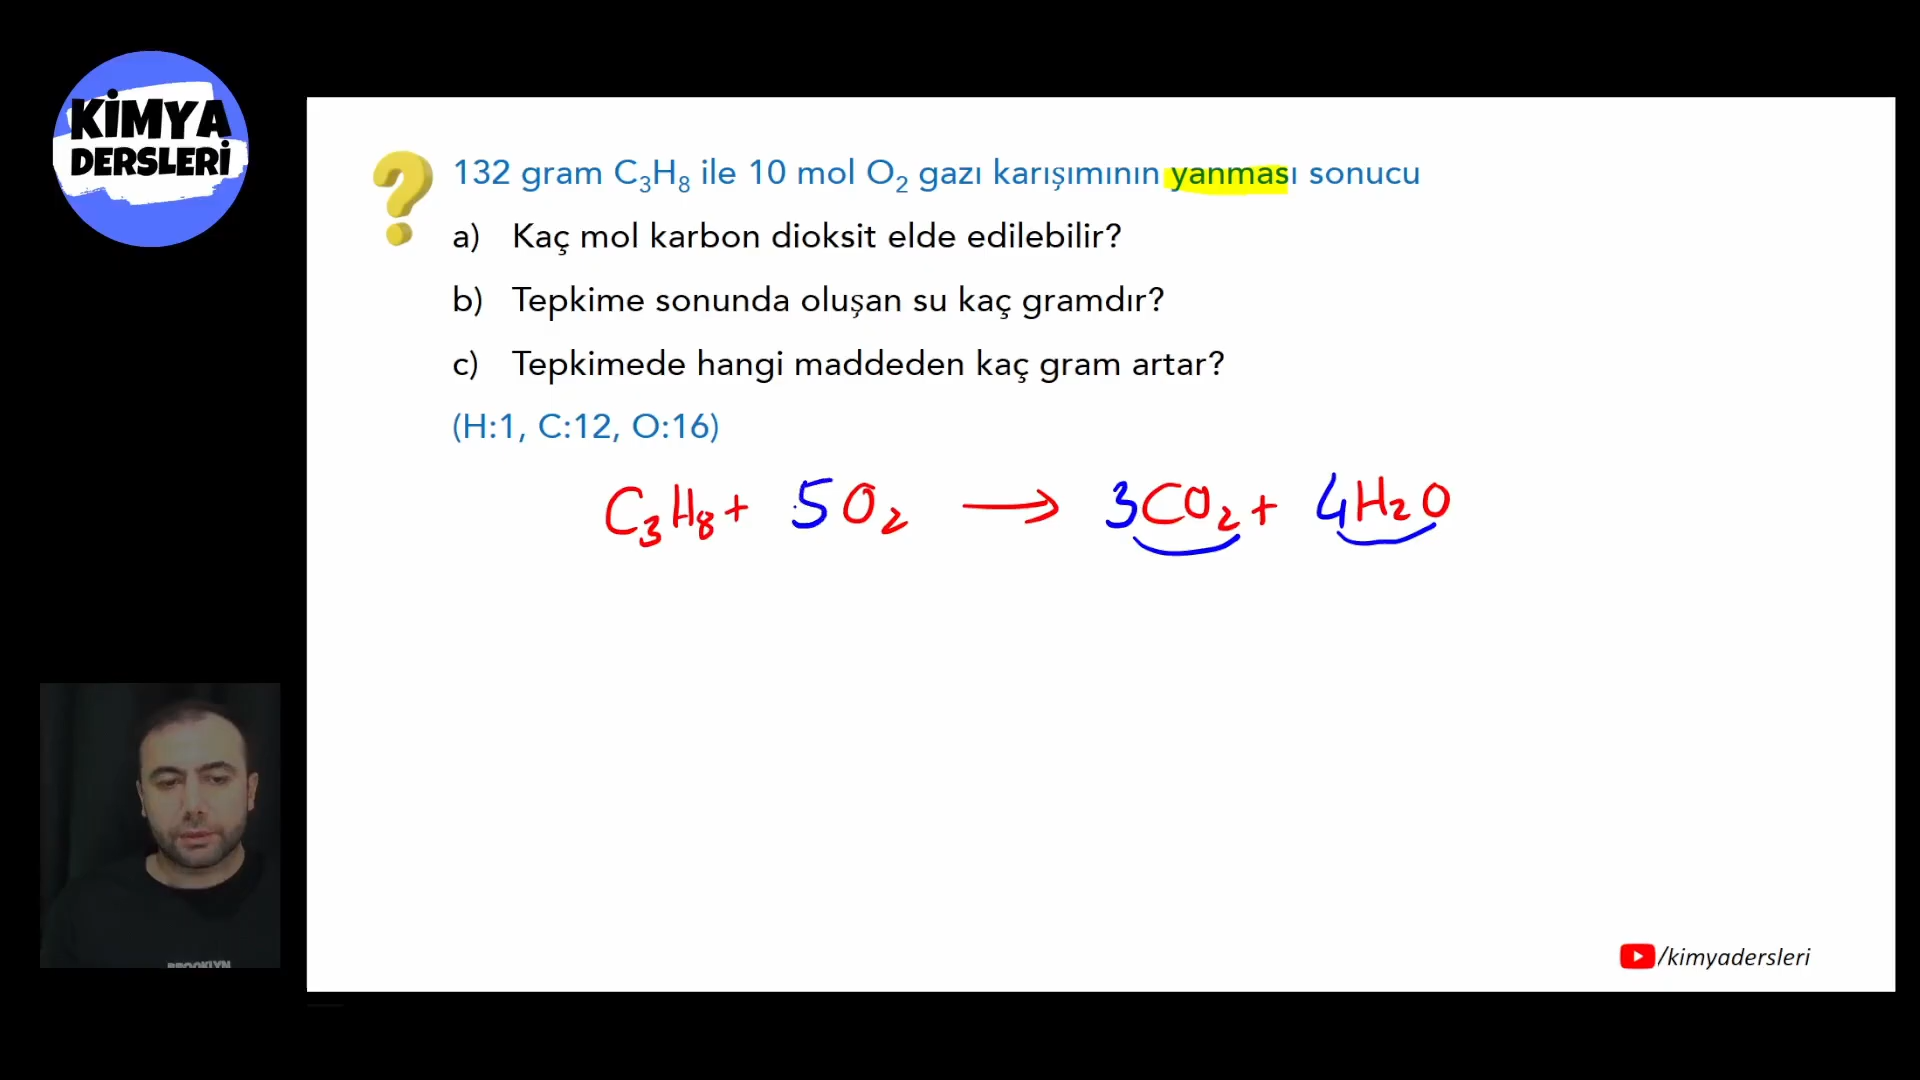 KİMYA
DERSLERİ
132 gram C₃H₈ ile 10 mol O₂ gazı karışımının yanması sonucu
a) Kaç mol karbon dioksit elde edilebilir?
b) Tepkime sonunda oluşan su kaç gramdır?
c) Tepkimede hangi maddeden kaç gram artar?
(H:1, C:12, O:16)
C₃H₈ + 5O₂ → 3CO₂ + 4H₂O
BROOKLYN
/kimyadersleri